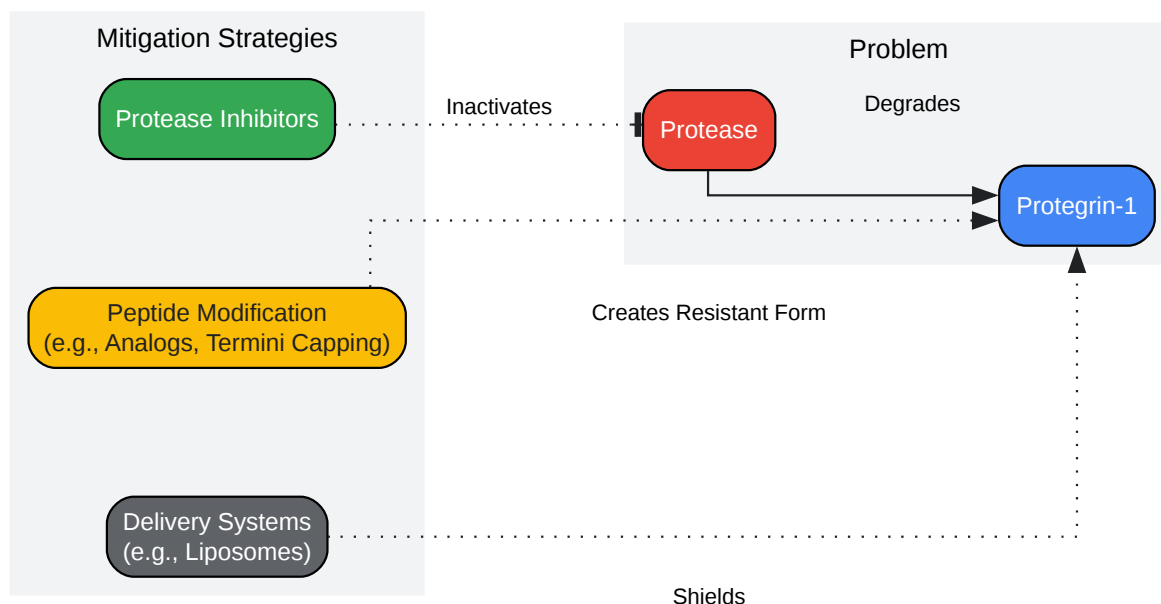 Mitigation Strategies
Protease Inhibitors
Inactivates
Problem
Degrades
Protease
Protegrin-1
Peptide Modification
(e.g., Analogs, Termini Capping)
Creates Resistant Form
Delivery Systems
(e.g., Liposomes)
Shields